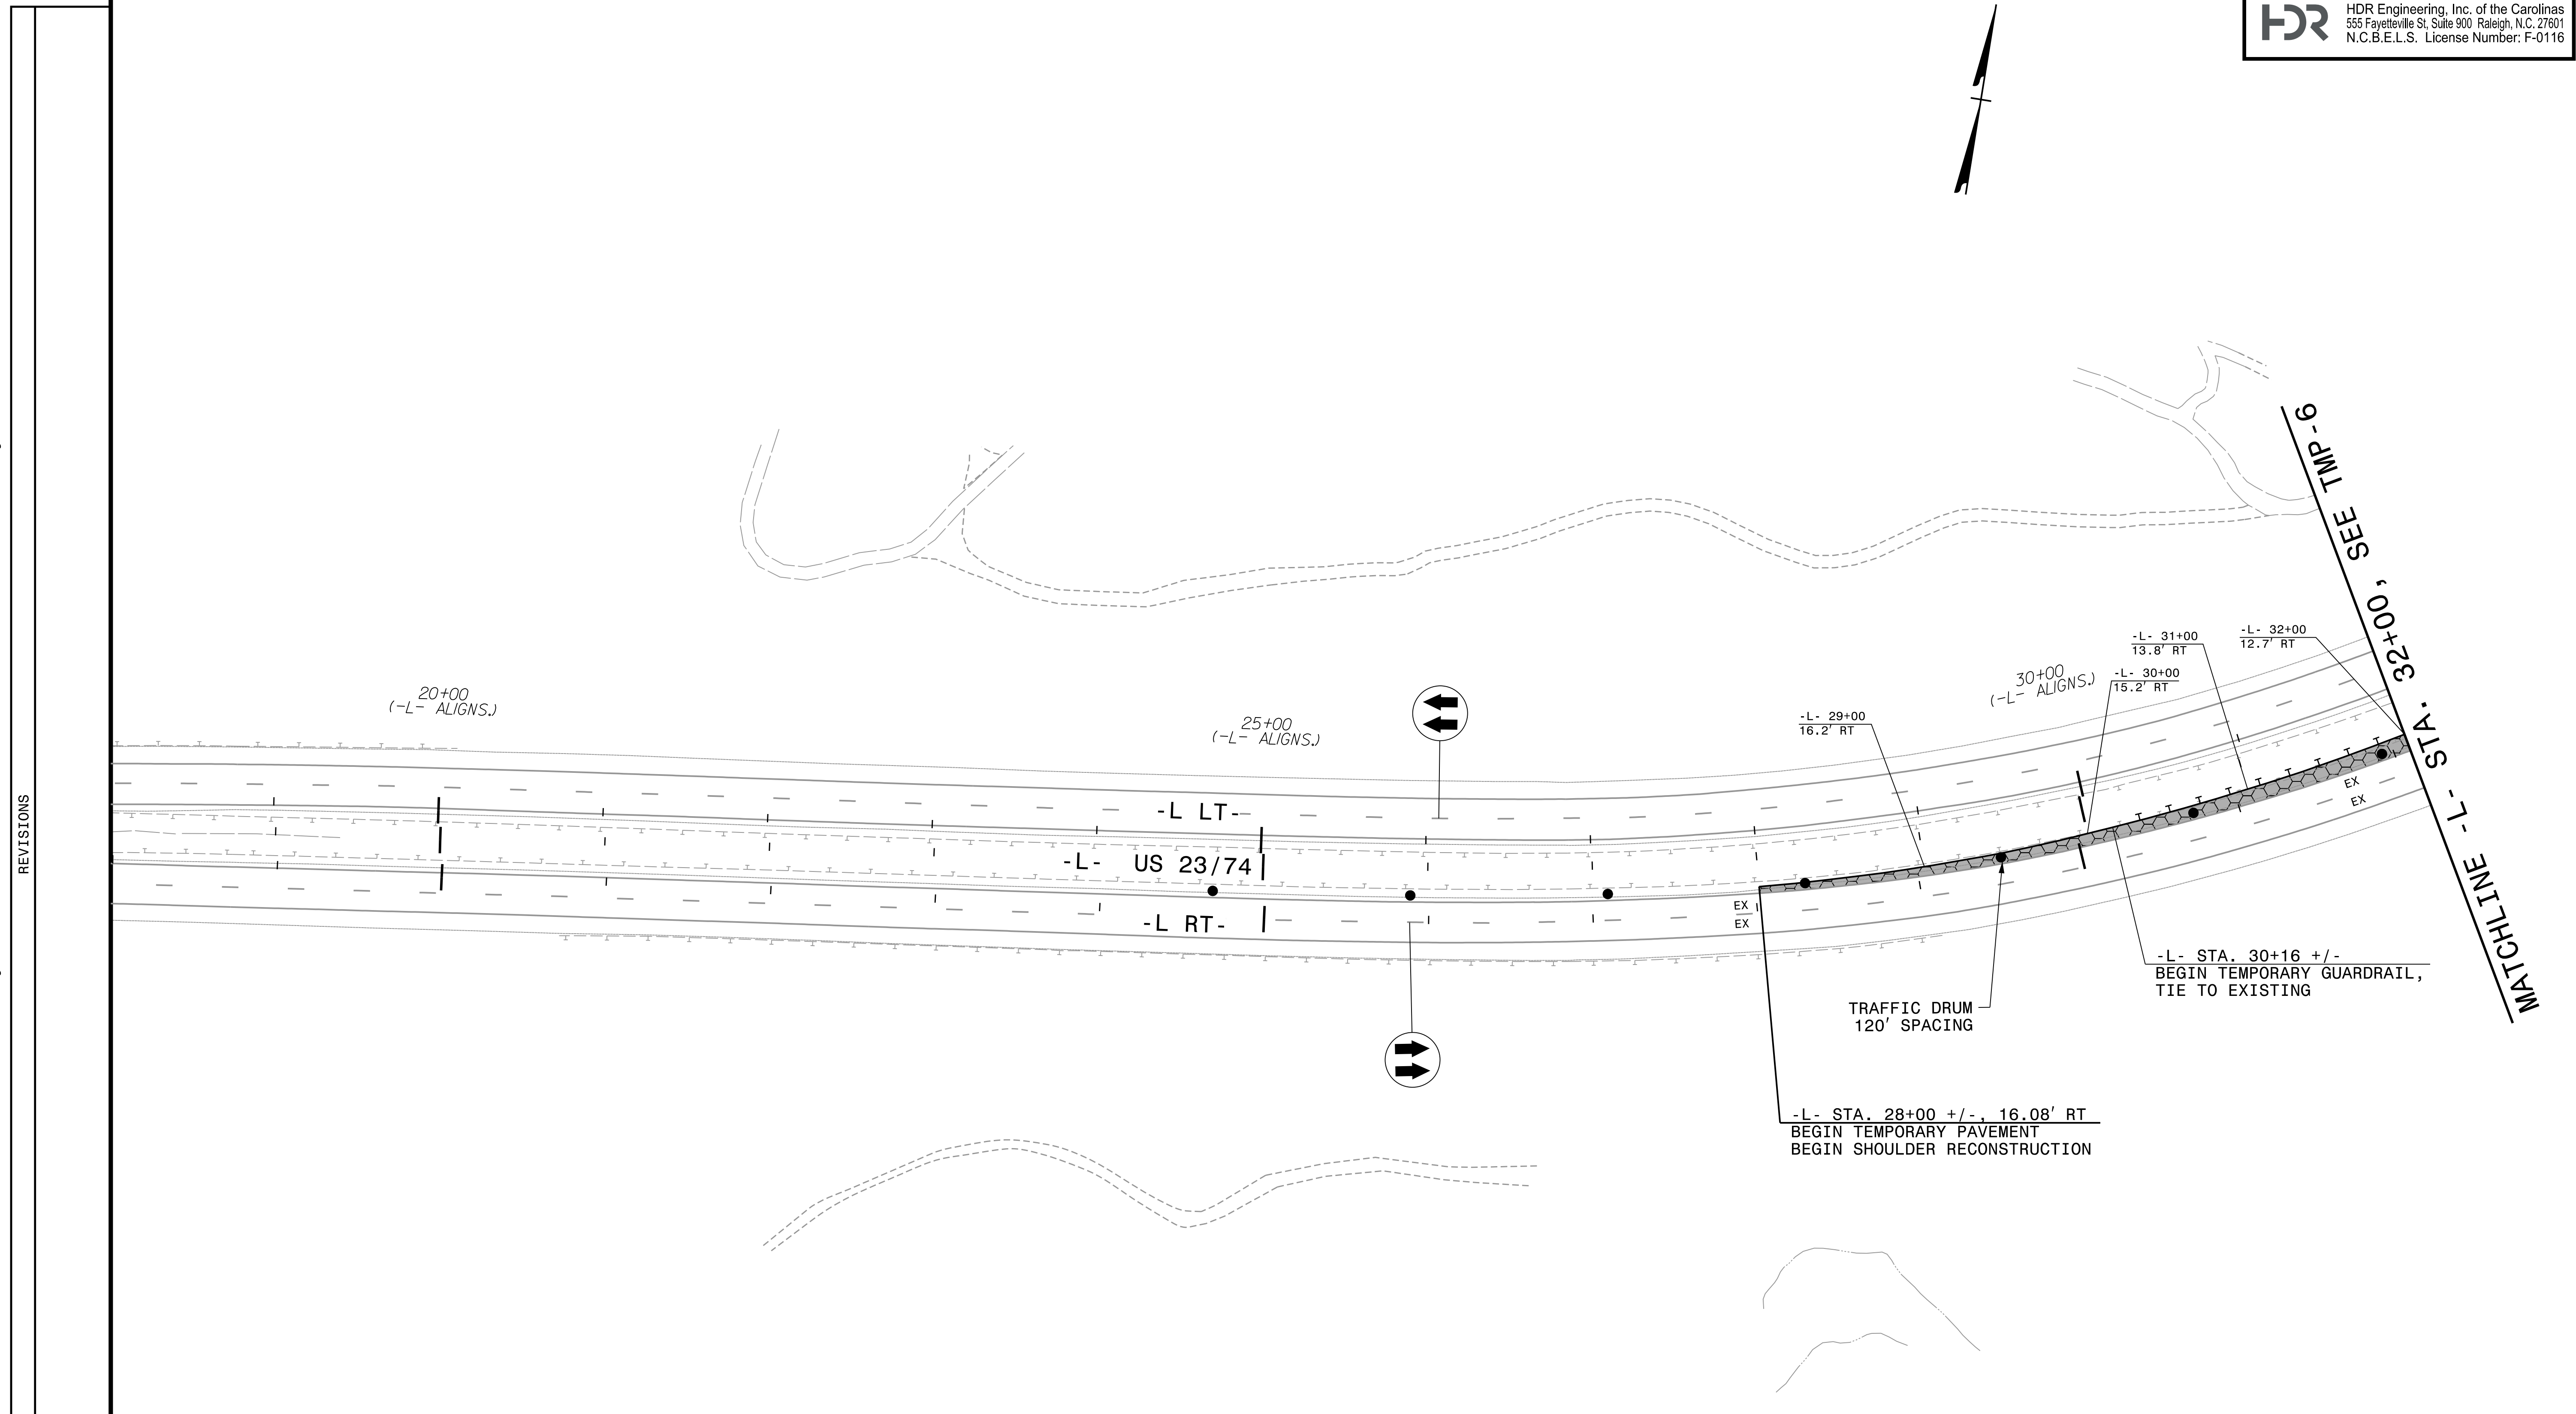 HDR
HDR Engineering, Inc. of the Carolinas
555 Fayetteville St, Suite 900 Raleigh, N.C. 27601
N.C.B.E.L.S. License Number: F-0116
REVISIONS
MATCHLINE -L- STA. 32+00, SEE TMP-6
-L- 32+00
12.7' RT
-L- 31+00
13.8' RT
30+00
(-L- ALIGNS.)
-L- 30+00
15.2' RT
-L- 29+00
16.2' RT
20+00
(-L- ALIGNS.)
25+00
(-L- ALIGNS.)
-L LT-
-L- US 23/74
-L RT-
EX
EX
EX
EX
-L- STA. 30+16 +/-
BEGIN TEMPORARY GUARDRAIL,
TIE TO EXISTING
TRAFFIC DRUM
120' SPACING
-L- STA. 28+00 +/-, 16.08' RT
BEGIN TEMPORARY PAVEMENT
BEGIN SHOULDER RECONSTRUCTION